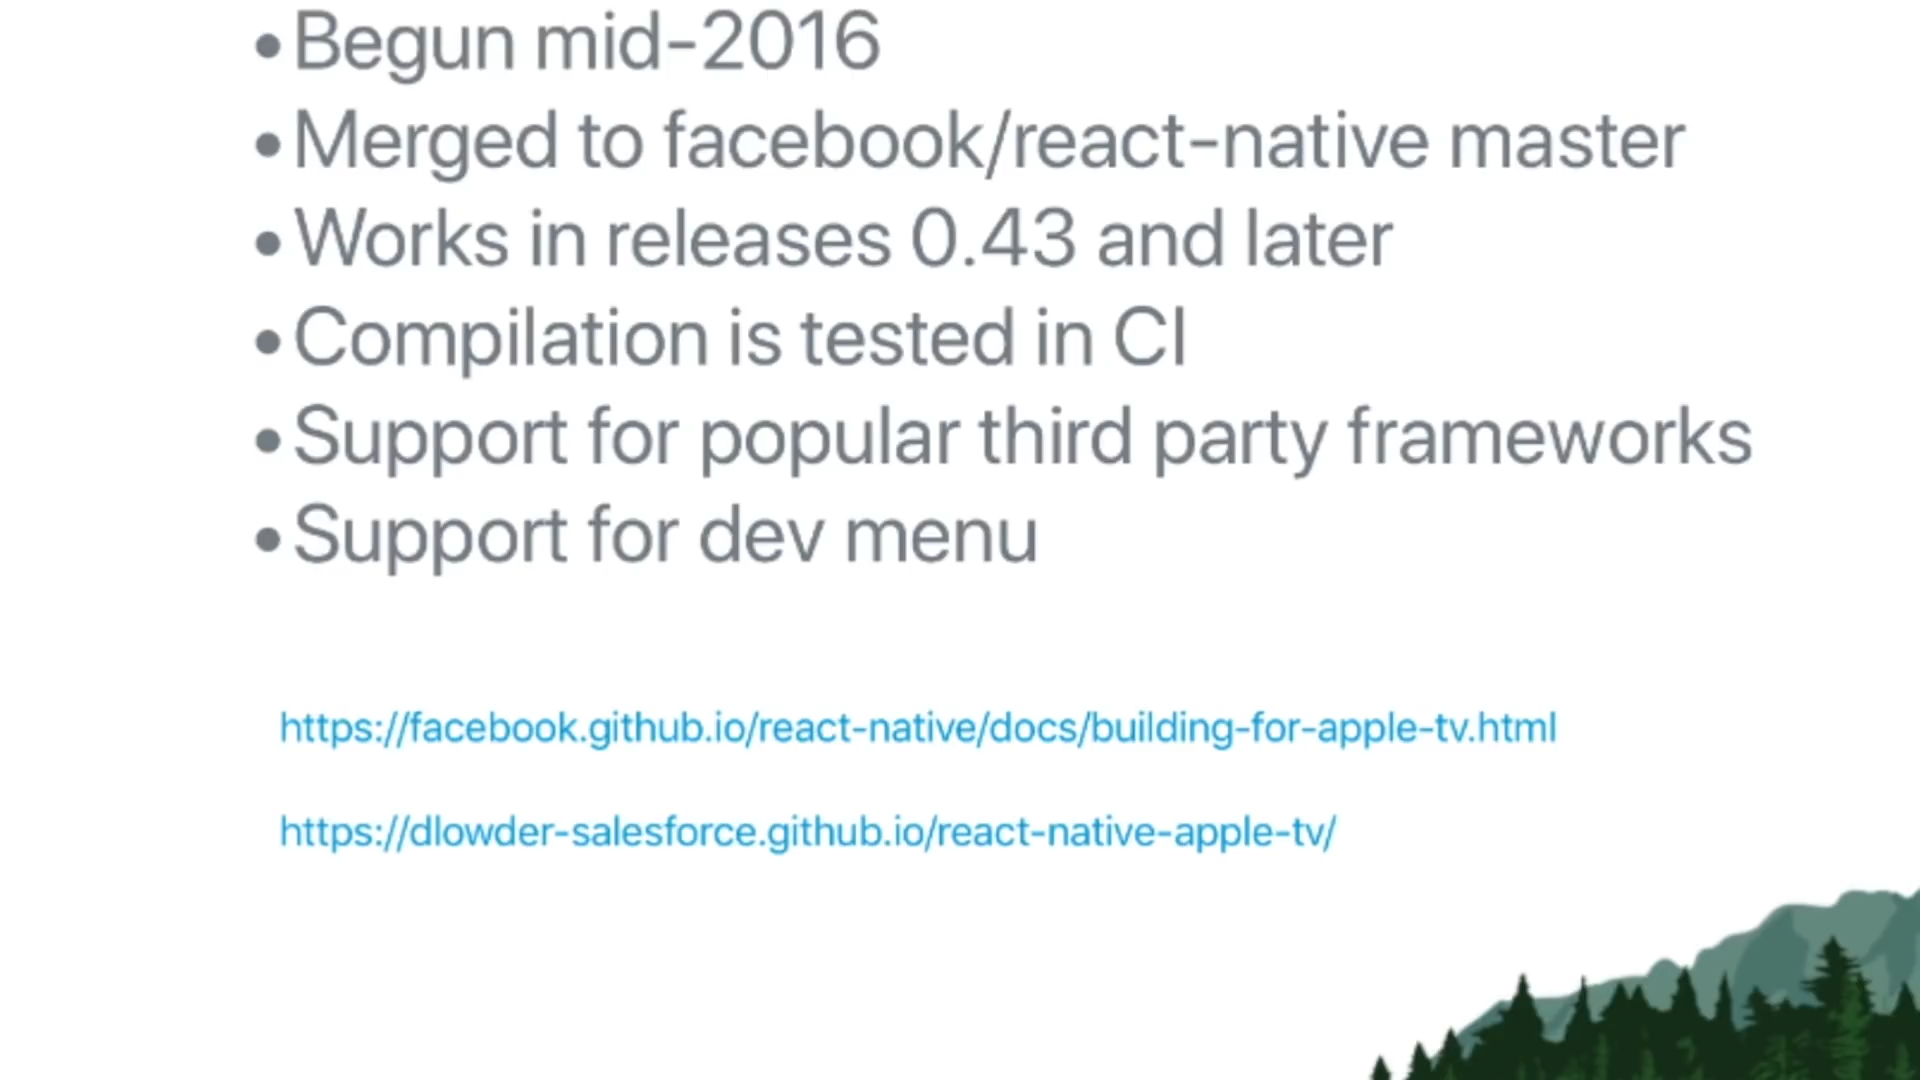 • Begun mid-2016
• Merged to facebook/react-native master
• Works in releases 0.43 and later
• Compilation is tested in CI
• Support for popular third party frameworks
• Support for dev menu
https://facebook.github.io/react-native/docs/building-for-apple-tv.html
https://dlowder-salesforce.github.io/react-native-apple-tv/